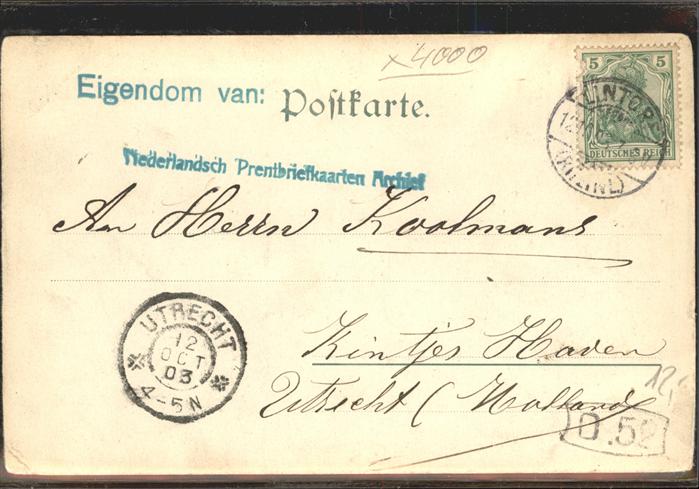 x4000
Eigendom van:
Postkarte.
5 5
DEUTSCHES REICH
Nederlandsch Prentbriefkaarten Archief
An Herrn Koolmans
UTRECHT
12
OCT
03
4-5N
Kintjes Haven
Utrecht (Holland)
12,
D.52